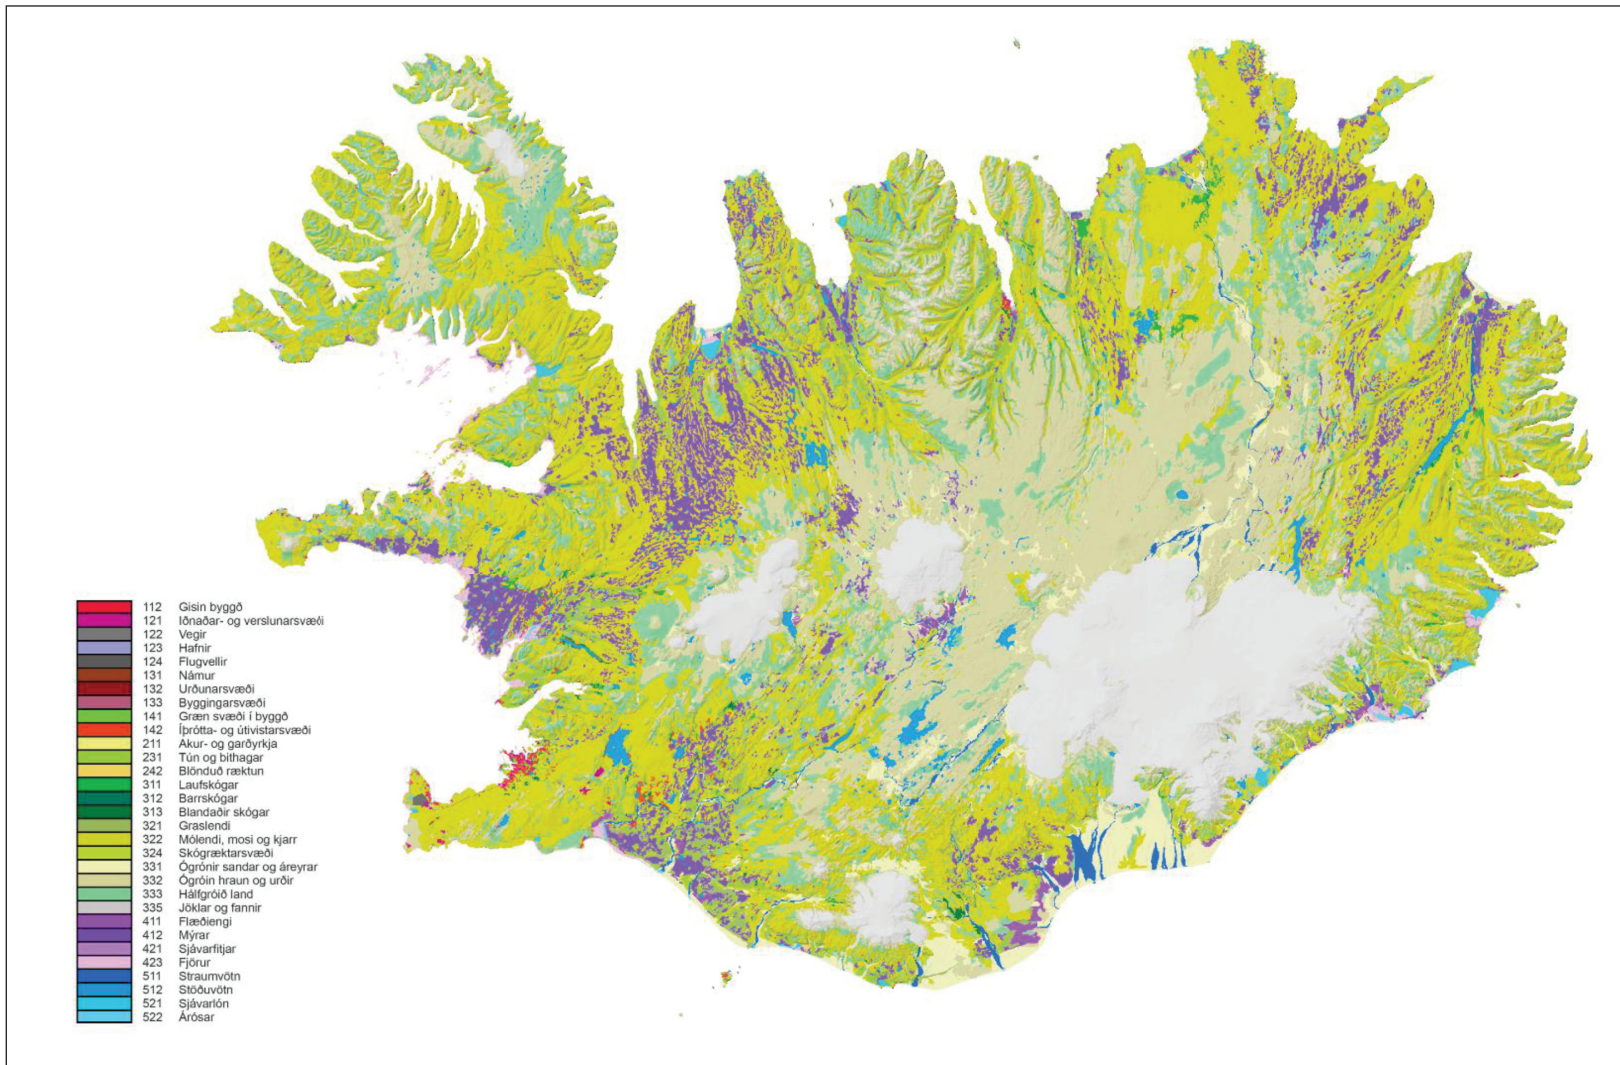 112 Gisin byggð
121 Iðnaðar- og verslunarsvæði
122 Vegir
123 Hafnir
124 Flugvellir
131 Námur
132 Urðunarsvæði
133 Byggingarsvæði
141 Græn svæði í byggð
142 Íþrótta- og útivistarsvæði
211 Akur- og garðyrkja
231 Tún og bithagar
242 Blönduð ræktun
311 Laufskógar
312 Barrskógar
313 Blandaðir skógar
321 Graslendi
322 Mólendi, mosi og kjarr
324 Skógræktarsvæði
331 Ógrónir sandar og áreyrar
332 Ógróin hraun og urðir
333 Hálfgróið land
335 Jöklar og fannir
411 Flæðiengi
412 Mýrar
421 Sjávarfitjar
423 Fjörur
511 Straumvötn
512 Stöðuvötn
521 Sjávarlón
522 Árósar